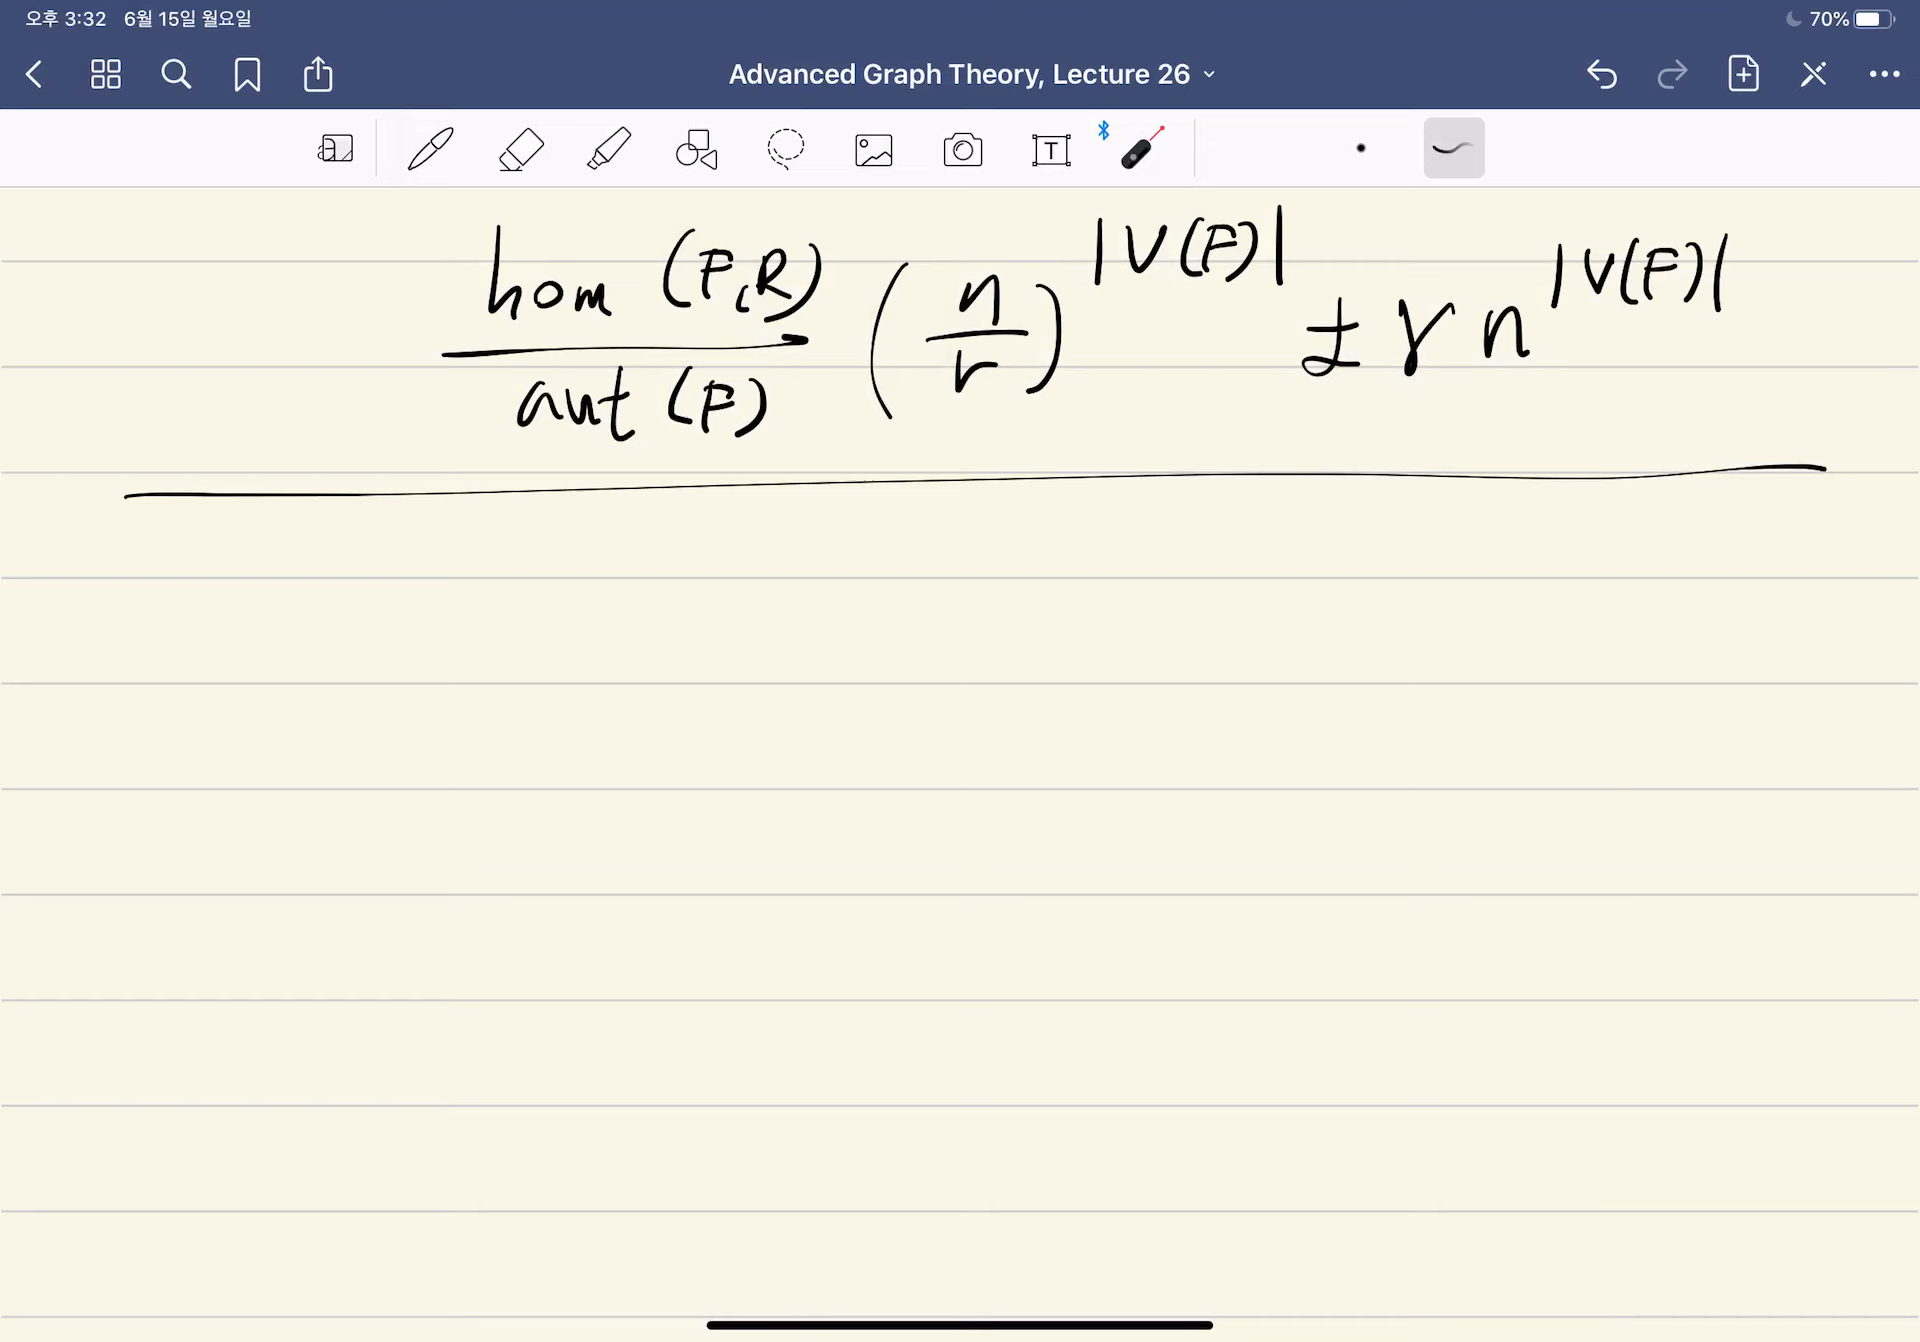 오후 3:32 6월 15일 월요일 70%
Advanced Graph Theory, Lecture 26
hom (F, R) / aut (F) (n/r)^|V(F)| ± γ n^|V(F)|